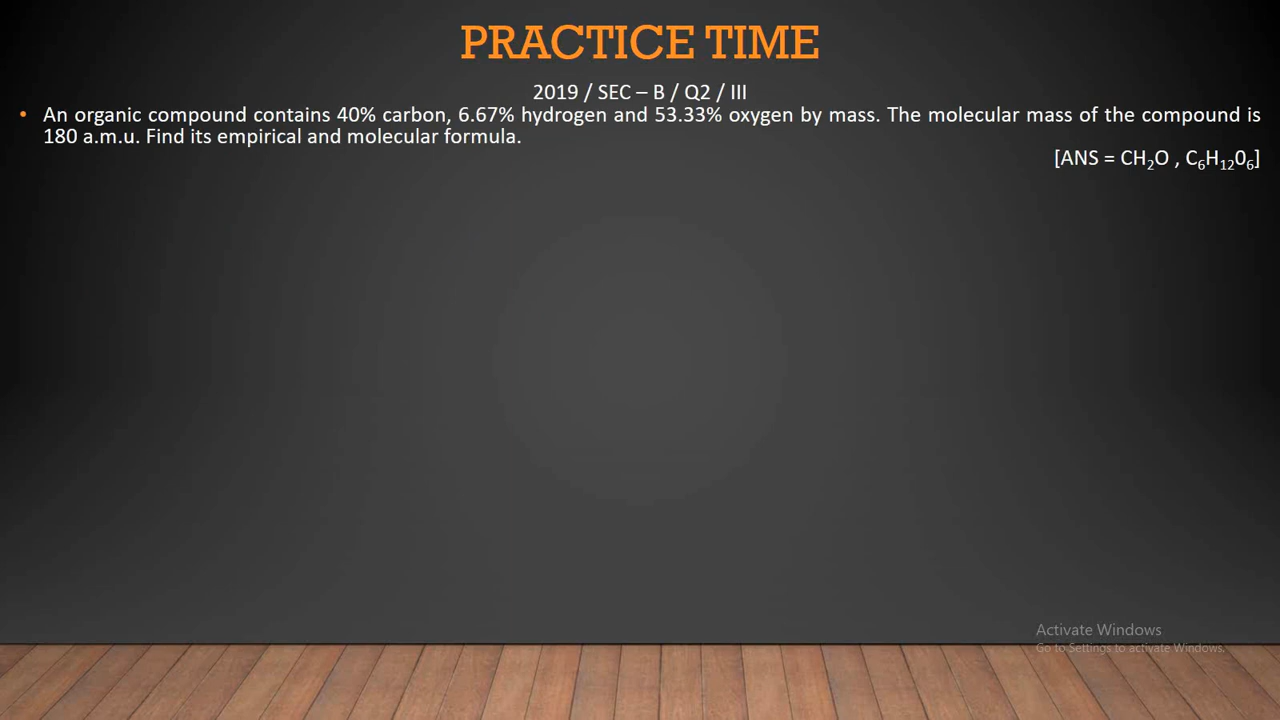 PRACTICE TIME
2019 / SEC – B / Q2 / III
• An organic compound contains 40% carbon, 6.67% hydrogen and 53.33% oxygen by mass. The molecular mass of the compound is
180 a.m.u. Find its empirical and molecular formula.
[ANS = CH₂O , C₆H₁₂0₆]
Activate Windows
Go to Settings to activate Windows.